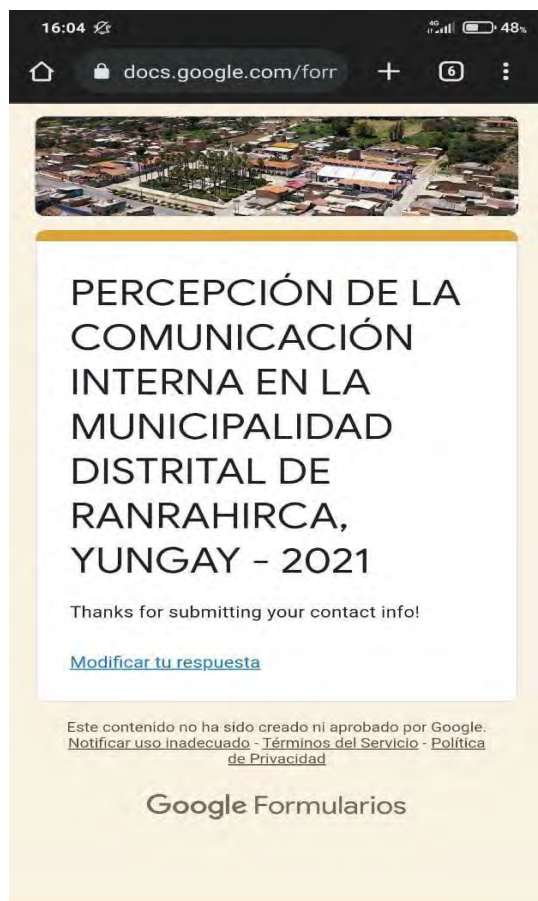 16:04 4G 48%
docs.google.com/forr 6
PERCEPCIÓN DE LA
COMUNICACIÓN
INTERNA EN LA
MUNICIPALIDAD
DISTRITAL DE
RANRAHIRCA,
YUNGAY - 2021
Thanks for submitting your contact info!
Modificar tu respuesta
Este contenido no ha sido creado ni aprobado por Google.
Notificar uso inadecuado - Términos del Servicio - Política
de Privacidad
Google Formularios